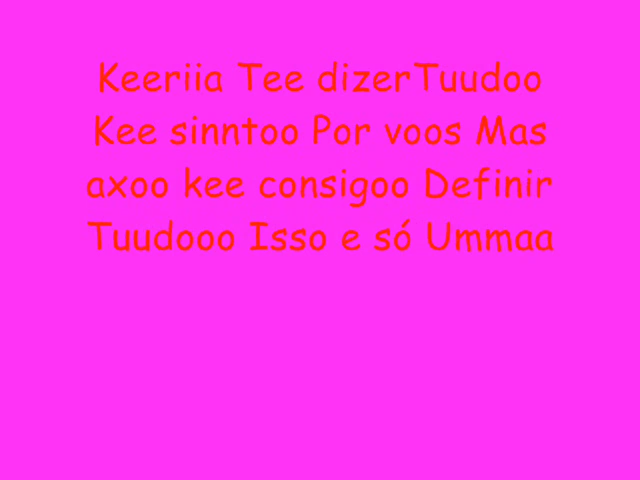 Keeriia Tee dizerTuudoo
Kee sinntoo Por voos Mas
axoo kee consigoo Definir
Tuudooo Isso e só Ummaa